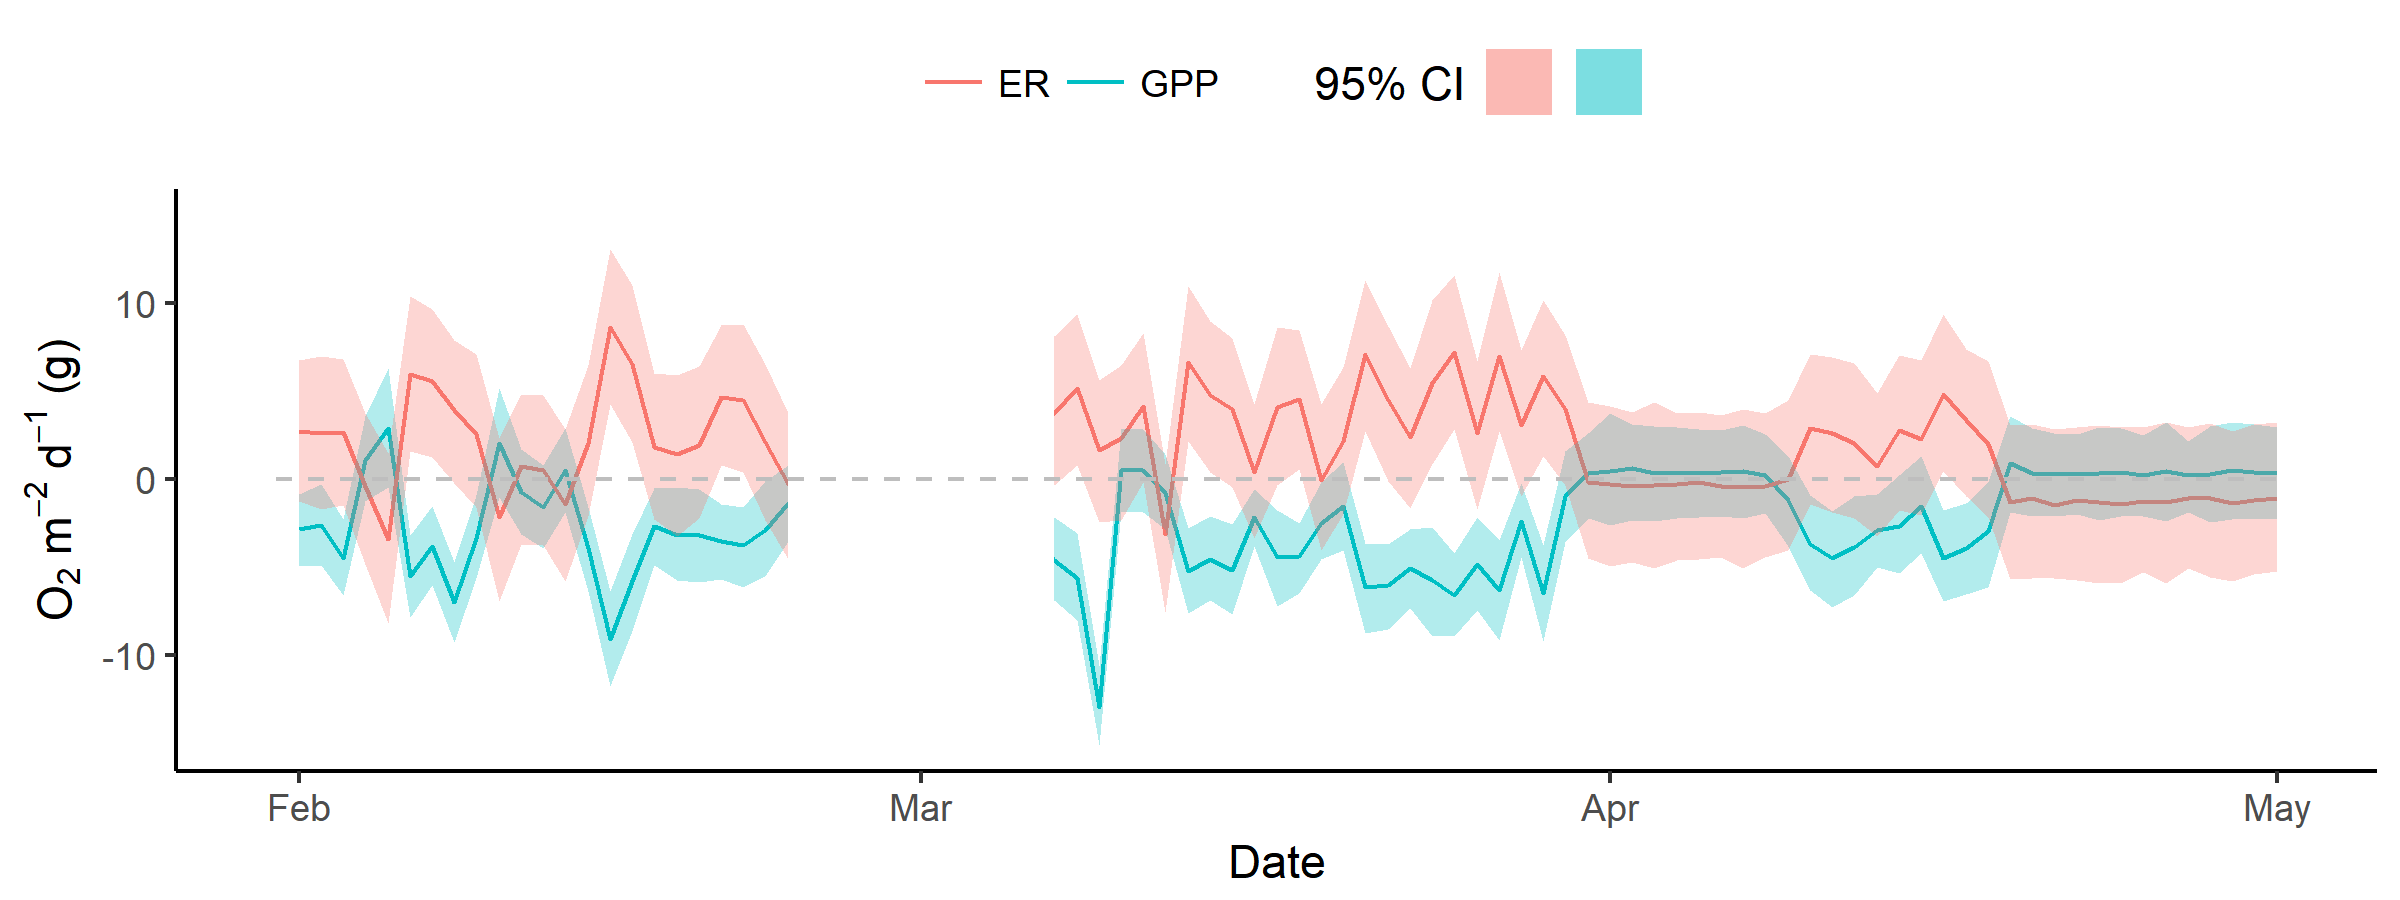 ER GPP 95% CI
10
0
-10
O₂ m⁻² d⁻¹ (g)
Feb Mar Apr May
Date